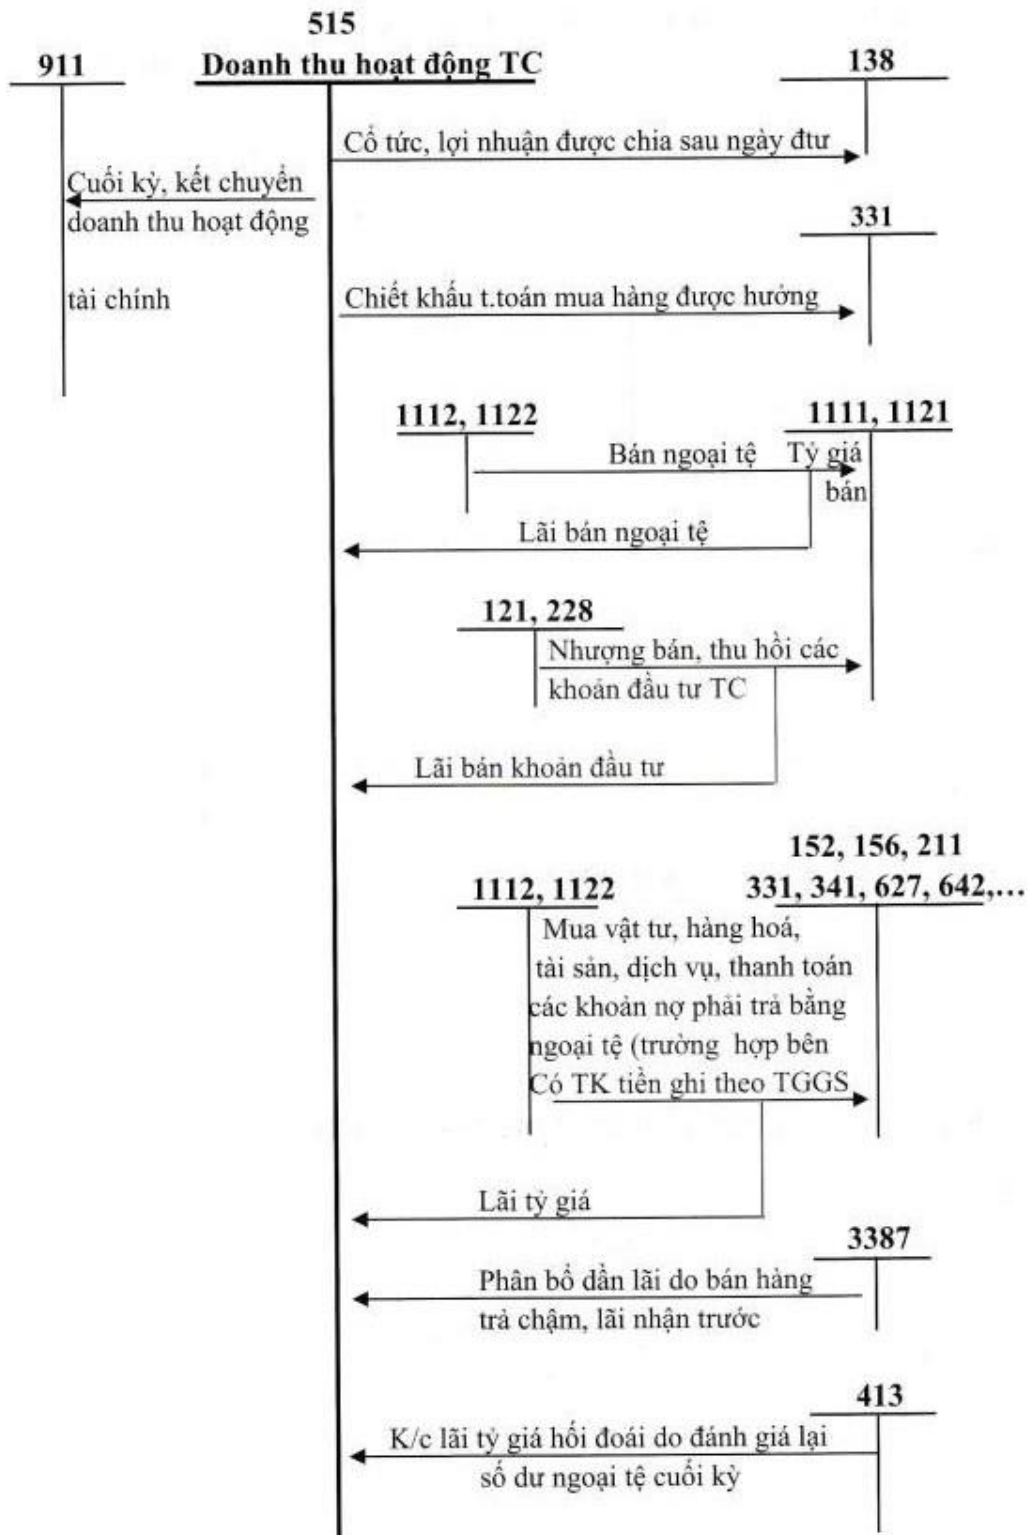 515
911
Doanh thu hoạt động TC
138
Cổ tức, lợi nhuận được chia sau ngày đtư
Cuối kỳ, kết chuyển
doanh thu hoạt động
tài chính
331
Chiết khấu t.toán mua hàng được hưởng
1112, 1122
1111, 1121
Bán ngoại tệ
Tỷ giá
bán
Lãi bán ngoại tệ
121, 228
Nhượng bán, thu hồi các
khoản đầu tư TC
Lãi bán khoản đầu tư
152, 156, 211
1112, 1122
331, 341, 627, 642,...
Mua vật tư, hàng hoá,
tài sản, dịch vụ, thanh toán
các khoản nợ phải trả bằng
ngoại tệ (trường hợp bên
Có TK tiền ghi theo TGGS
Lãi tỷ giá
3387
Phân bổ dần lãi do bán hàng
trả chậm, lãi nhận trước
413
K/c lãi tỷ giá hối đoái do đánh giá lại
số dư ngoại tệ cuối kỳ